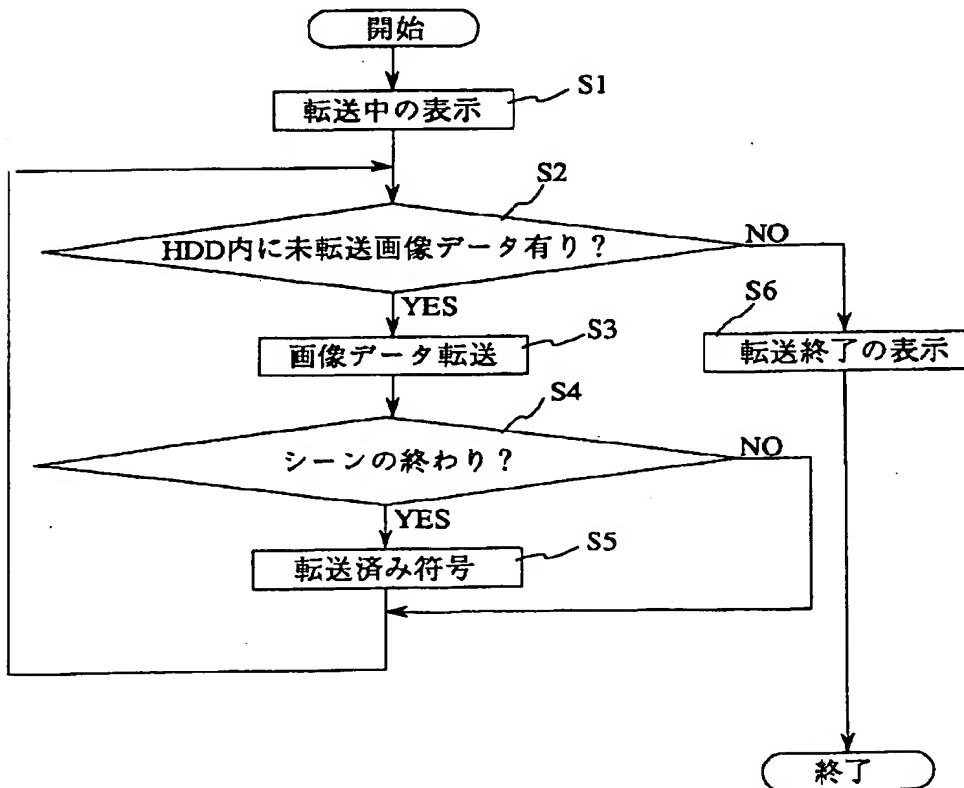 開始
S1
転送中の表示
S2
HDD内に未転送画像データ有り?
NO
YES
S6
転送終了の表示
S3
画像データ転送
S4
シーンの終わり?
NO
YES
S5
転送済み符号
終了